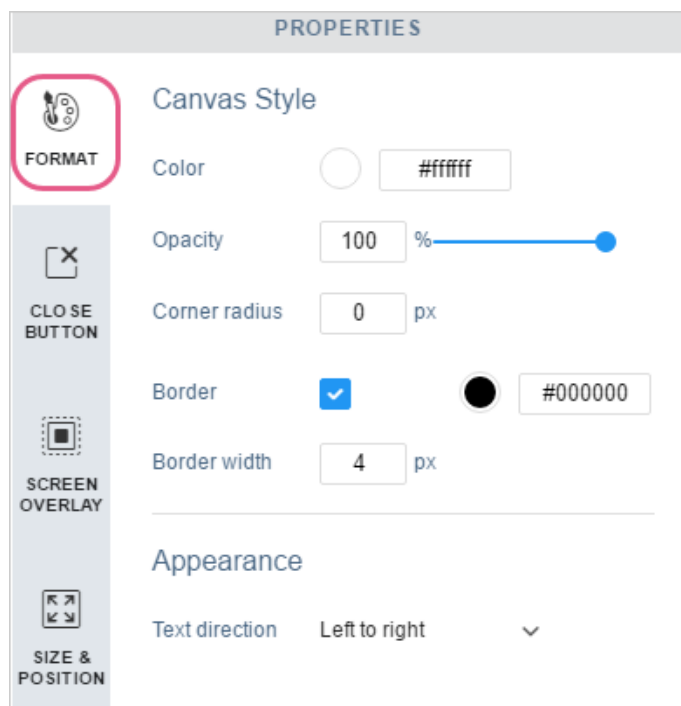 PROPERTIES
FORMAT
Canvas Style
Color #ffffff
Opacity 100 %
CLOSE
BUTTON
Corner radius 0 px
Border #000000
Border width 4 px
SCREEN
OVERLAY
Appearance
Text direction Left to right
SIZE &
POSITION